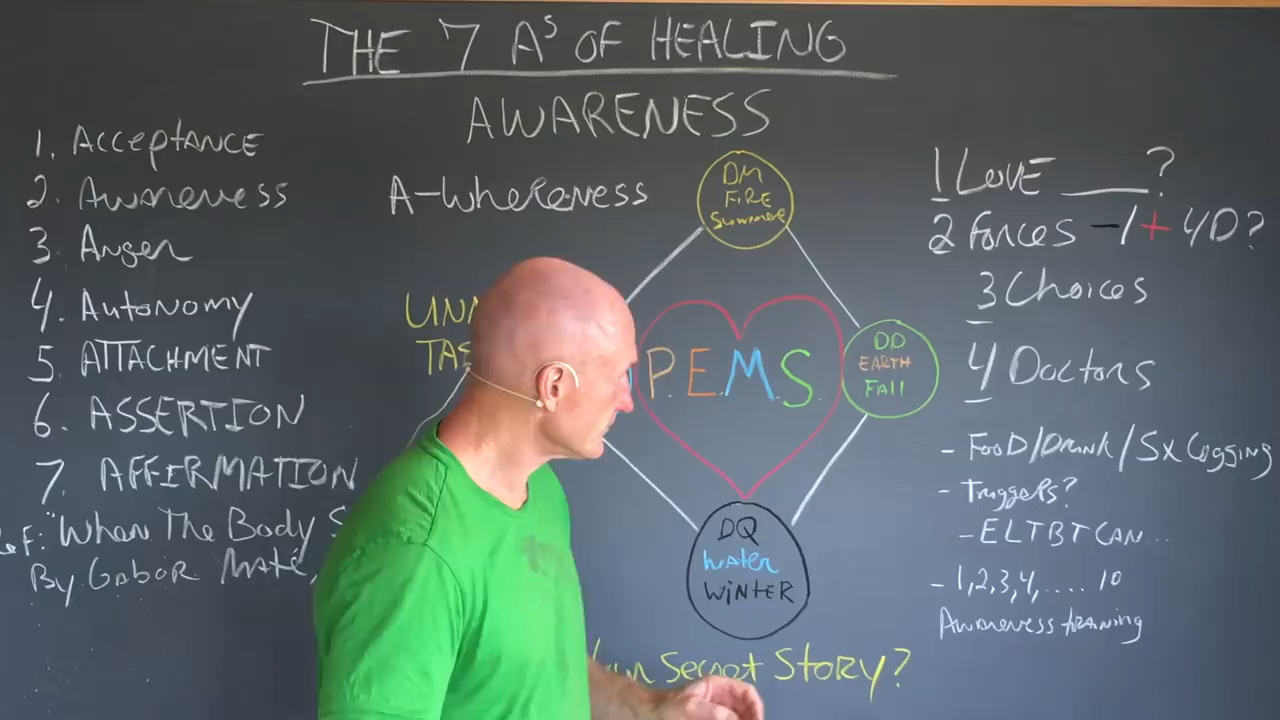 THE 7 A's OF HEALING
AWARENESS
1. Acceptance
2. Awareness
3. Anger
4. Autonomy
5. ATTACHMENT
6. ASSERTION
7. AFFIRMATION
Ref: "When The Body S
By: Gabor Maté,
A-whereness
DM
FIRE
Summer
P.E.M.S.
DD
EARTH
FAll
DQ
WATER
WINTER
Secret Story?
1 Love ___?
2 Forces -/+ 4D?
3 Choices
4 Doctors
- FooD/Drink/Sx Logging
- Triggers?
- ELTBT CAN..
- 1,2,3,4,.... 10
Awareness training